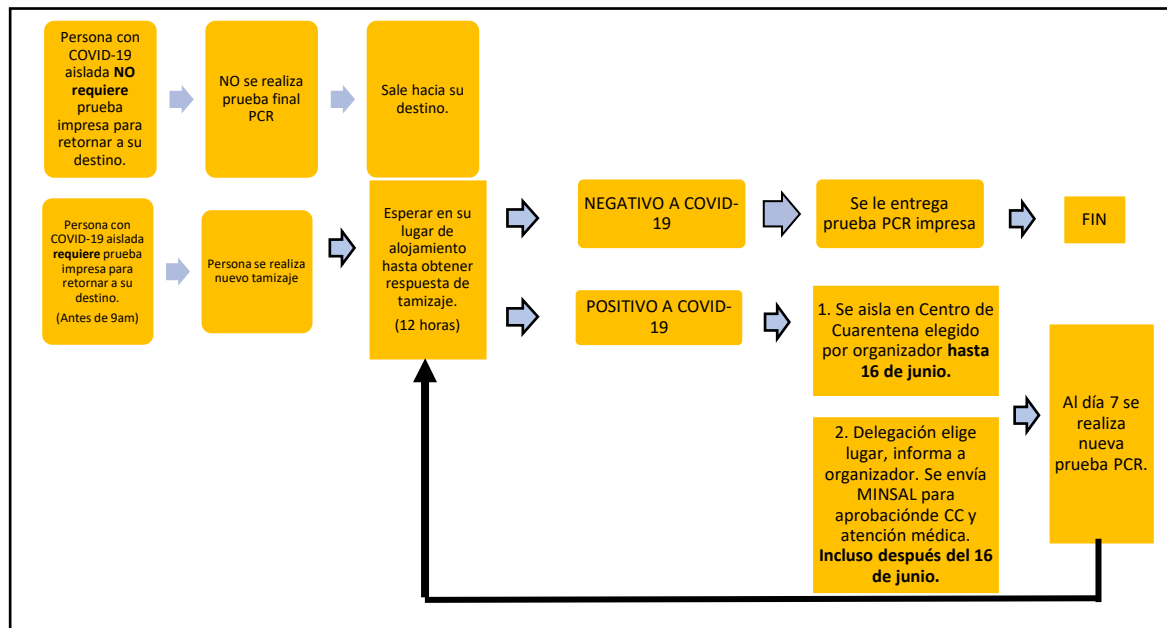 Persona con
COVID-19
aislada NO
requiere
prueba
impresa para
retornar a su
destino.
NO se realiza
prueba final
PCR
Sale hacia su
destino.
Persona con
COVID-19 aislada
requiere prueba
impresa para
retornar a su
destino.
(Antes de 9am)
Persona se realiza
nuevo tamizaje
Esperar en su
lugar de
alojamiento
hasta obtener
respuesta de
tamizaje.
(12 horas)
NEGATIVO A COVID-
19
Se le entrega
prueba PCR impresa
FIN
POSITIVO A COVID-
19
1. Se aisla en Centro de
Cuarentena elegido
por organizador hasta
16 de junio.
2. Delegación elige
lugar, informa a
organizador. Se envía
MINSAL para
aprobaciónde CC y
atención médica.
Incluso después del 16
de junio.
Al día 7 se
realiza
nueva
prueba PCR.